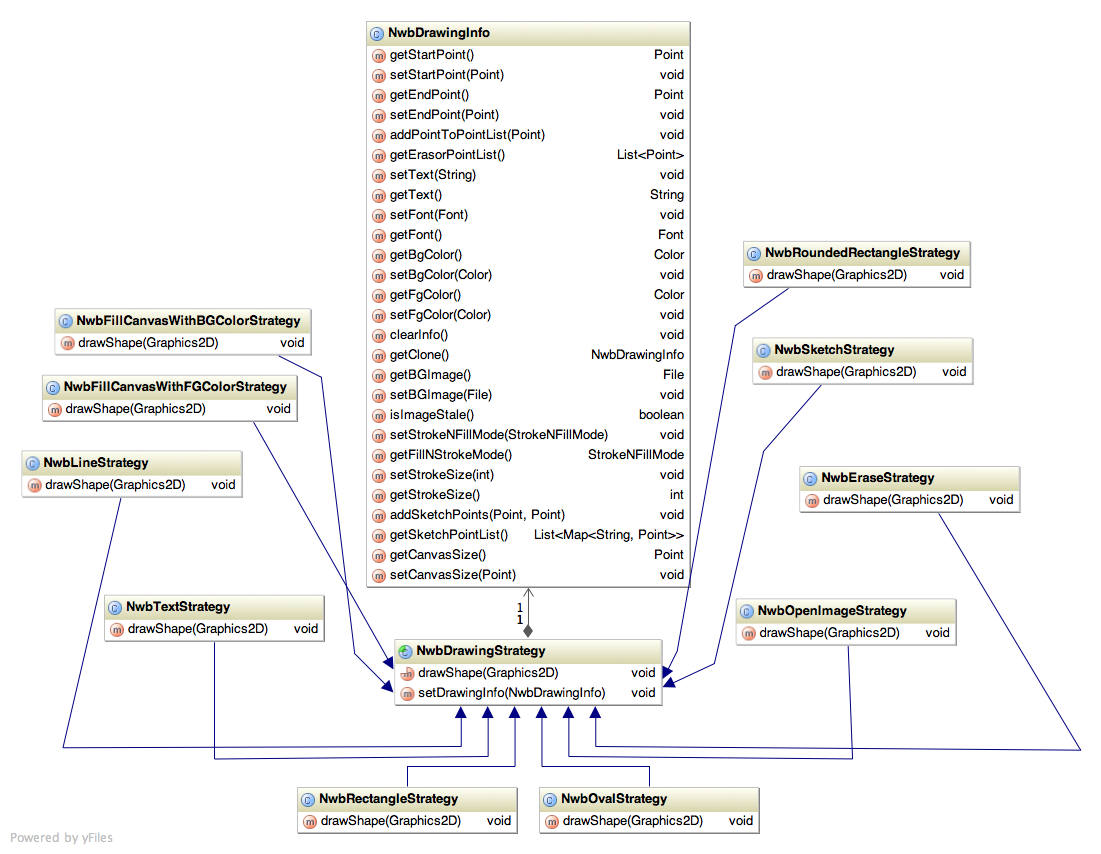 NwbDrawingInfo
getStartPoint() Point
setStartPoint(Point) void
getEndPoint() Point
setEndPoint(Point) void
addPointToPointList(Point) void
getErasorPointList() List<Point>
setText(String) void
getText() String
setFont(Font) void
getFont() Font
getBgColor() Color
setBgColor(Color) void
getFgColor() Color
setFgColor(Color) void
clearInfo() void
getClone() NwbDrawingInfo
getBGImage() File
setBGImage(File) void
isImageStale() boolean
setStrokeNFillMode(StrokeNFillMode) void
getFillNStrokeMode() StrokeNFillMode
setStrokeSize(int) void
getStrokeSize() int
addSketchPoints(Point, Point) void
getSketchPointList() List<Map<String, Point>>
getCanvasSize() Point
setCanvasSize(Point) void
NwbRoundedRectangleStrategy
drawShape(Graphics2D) void
NwbFillCanvasWithBGColorStrategy
drawShape(Graphics2D) void
NwbSketchStrategy
drawShape(Graphics2D) void
NwbFillCanvasWithFGColorStrategy
drawShape(Graphics2D) void
NwbLineStrategy
drawShape(Graphics2D) void
NwbEraseStrategy
drawShape(Graphics2D) void
NwbTextStrategy
drawShape(Graphics2D) void
NwbOpenImageStrategy
drawShape(Graphics2D) void
1
1
NwbDrawingStrategy
drawShape(Graphics2D) void
setDrawingInfo(NwbDrawingInfo) void
NwbRectangleStrategy
drawShape(Graphics2D) void
NwbOvalStrategy
drawShape(Graphics2D) void
Powered by yFiles